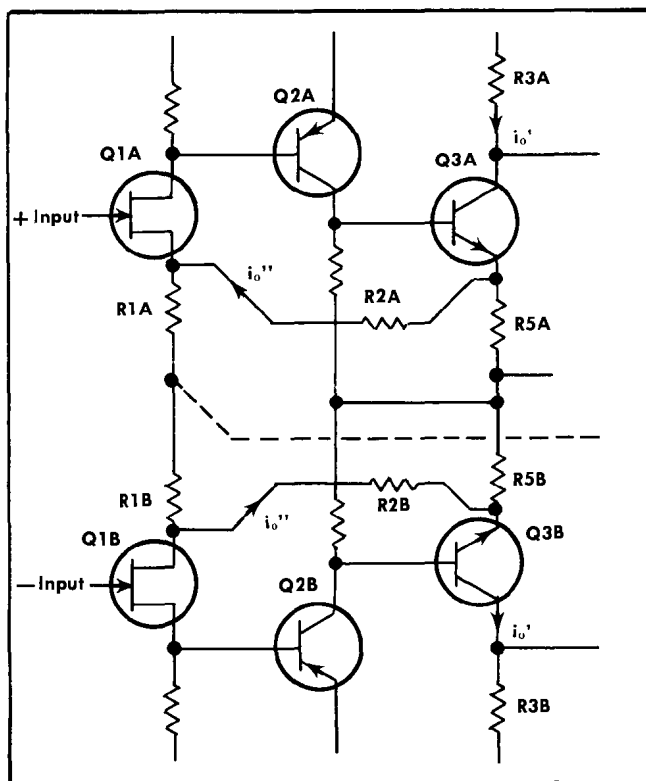 R3A
Q2A
i₀'
Q1A
Q3A
+ Input
i₀''
R2A
R1A
R5A
R1B
R5B
R2B
i₀''
Q1B
Q3B
− Input
Q2B
i₀'
R3B